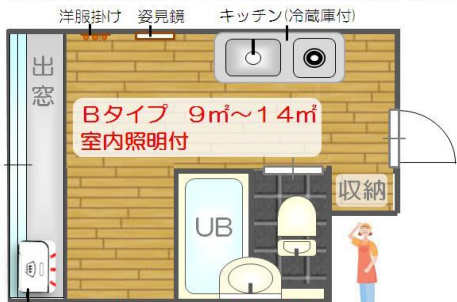 洋服掛け 姿見鏡 キッチン(冷蔵庫付)
出窓
Bタイプ 9㎡～14㎡
室内照明付
収納
UB